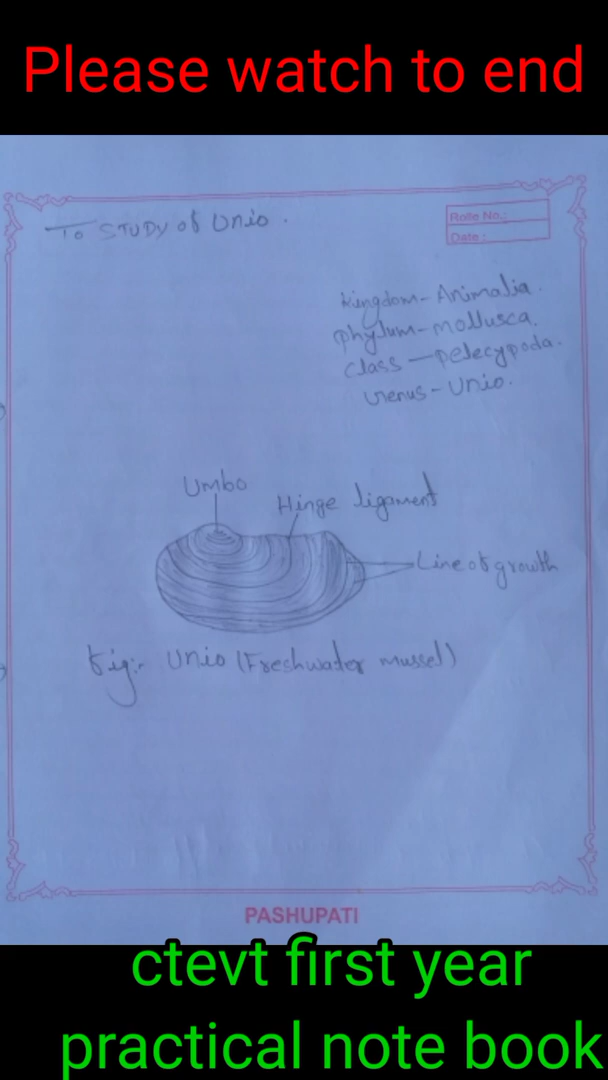 Please watch to end
To STUDY of Unio.
Rolle No.:
Date :
Kingdom - Animalia.
phylum - mollusca.
Class - pelecypoda.
Genus - Unio.
Umbo
Hinge ligament
Line of growth
Fig:- Unio (Freshwater mussel)
PASHUPATI
ctevt first year
practical note book